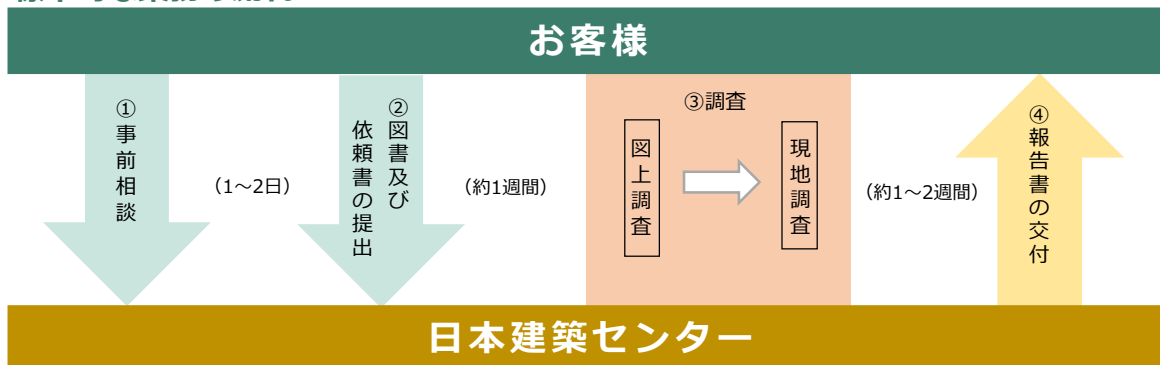 お客様
①事前相談
（1～2日）
②図書及び
依頼書の提出
（約1週間）
③調査
図上調査
現地調査
（約1～2週間）
④報告書の交付
日本建築センター